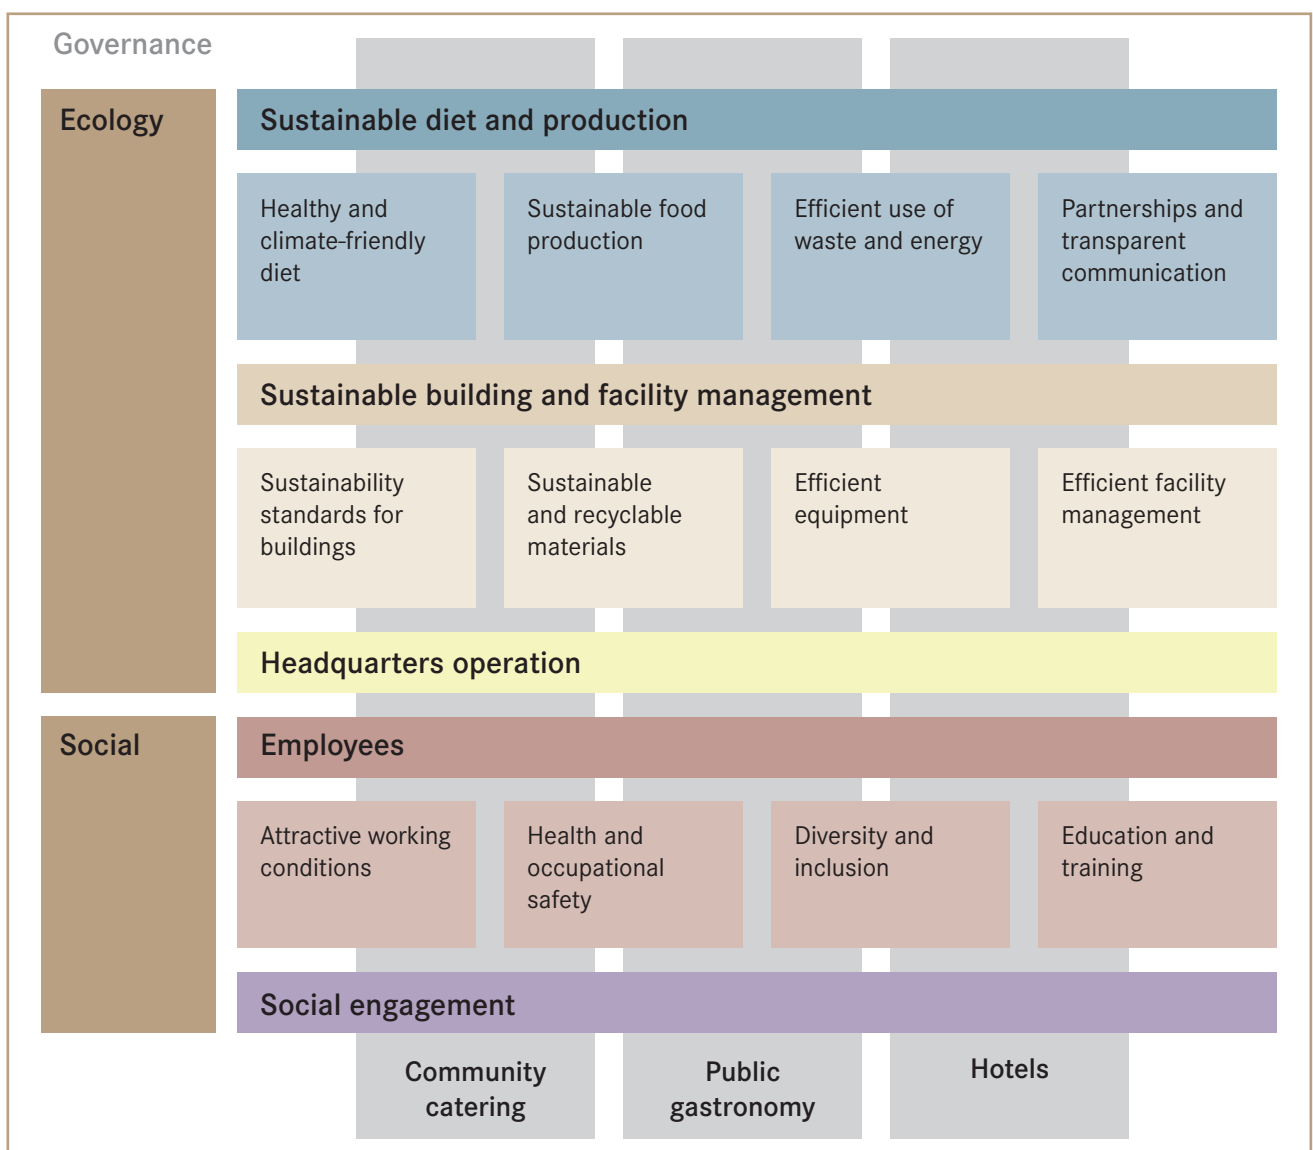 Governance
Ecology
Sustainable diet and production
Healthy and
climate-friendly
diet
Sustainable food
production
Efficient use of
waste and energy
Partnerships and
transparent
communication
Sustainable building and facility management
Sustainability
standards for
buildings
Sustainable
and recyclable
materials
Efficient
equipment
Efficient facility
management
Headquarters operation
Social
Employees
Attractive working
conditions
Health and
occupational
safety
Diversity and
inclusion
Education and
training
Social engagement
Community
catering
Public
gastronomy
Hotels